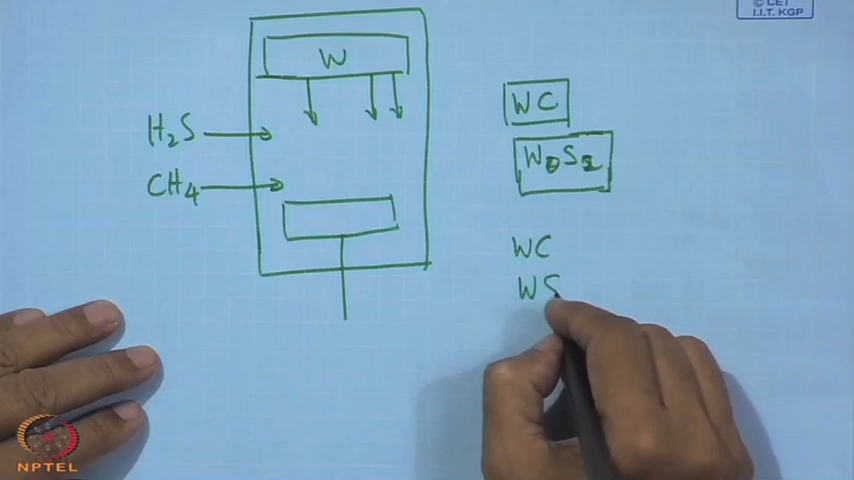 © CET
I.I.T. KGP
W
H₂S
CH₄
WC
WS₂
WC
WS
NPTEL